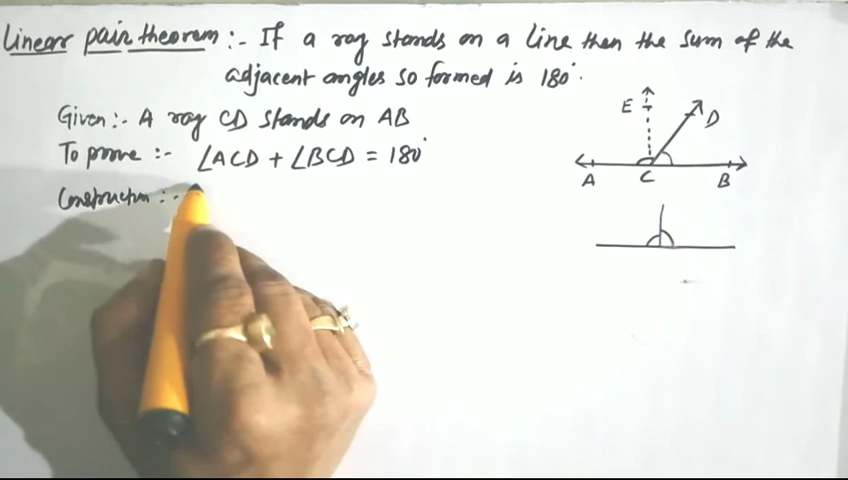 Linear pair theorem :- If a ray stands on a line then the sum of the
adjacent angles so formed is 180°.
Given :- A ray CD stands on AB
To prove :- ∠ACD + ∠BCD = 180°
Construction :-
E
D
A
C
B